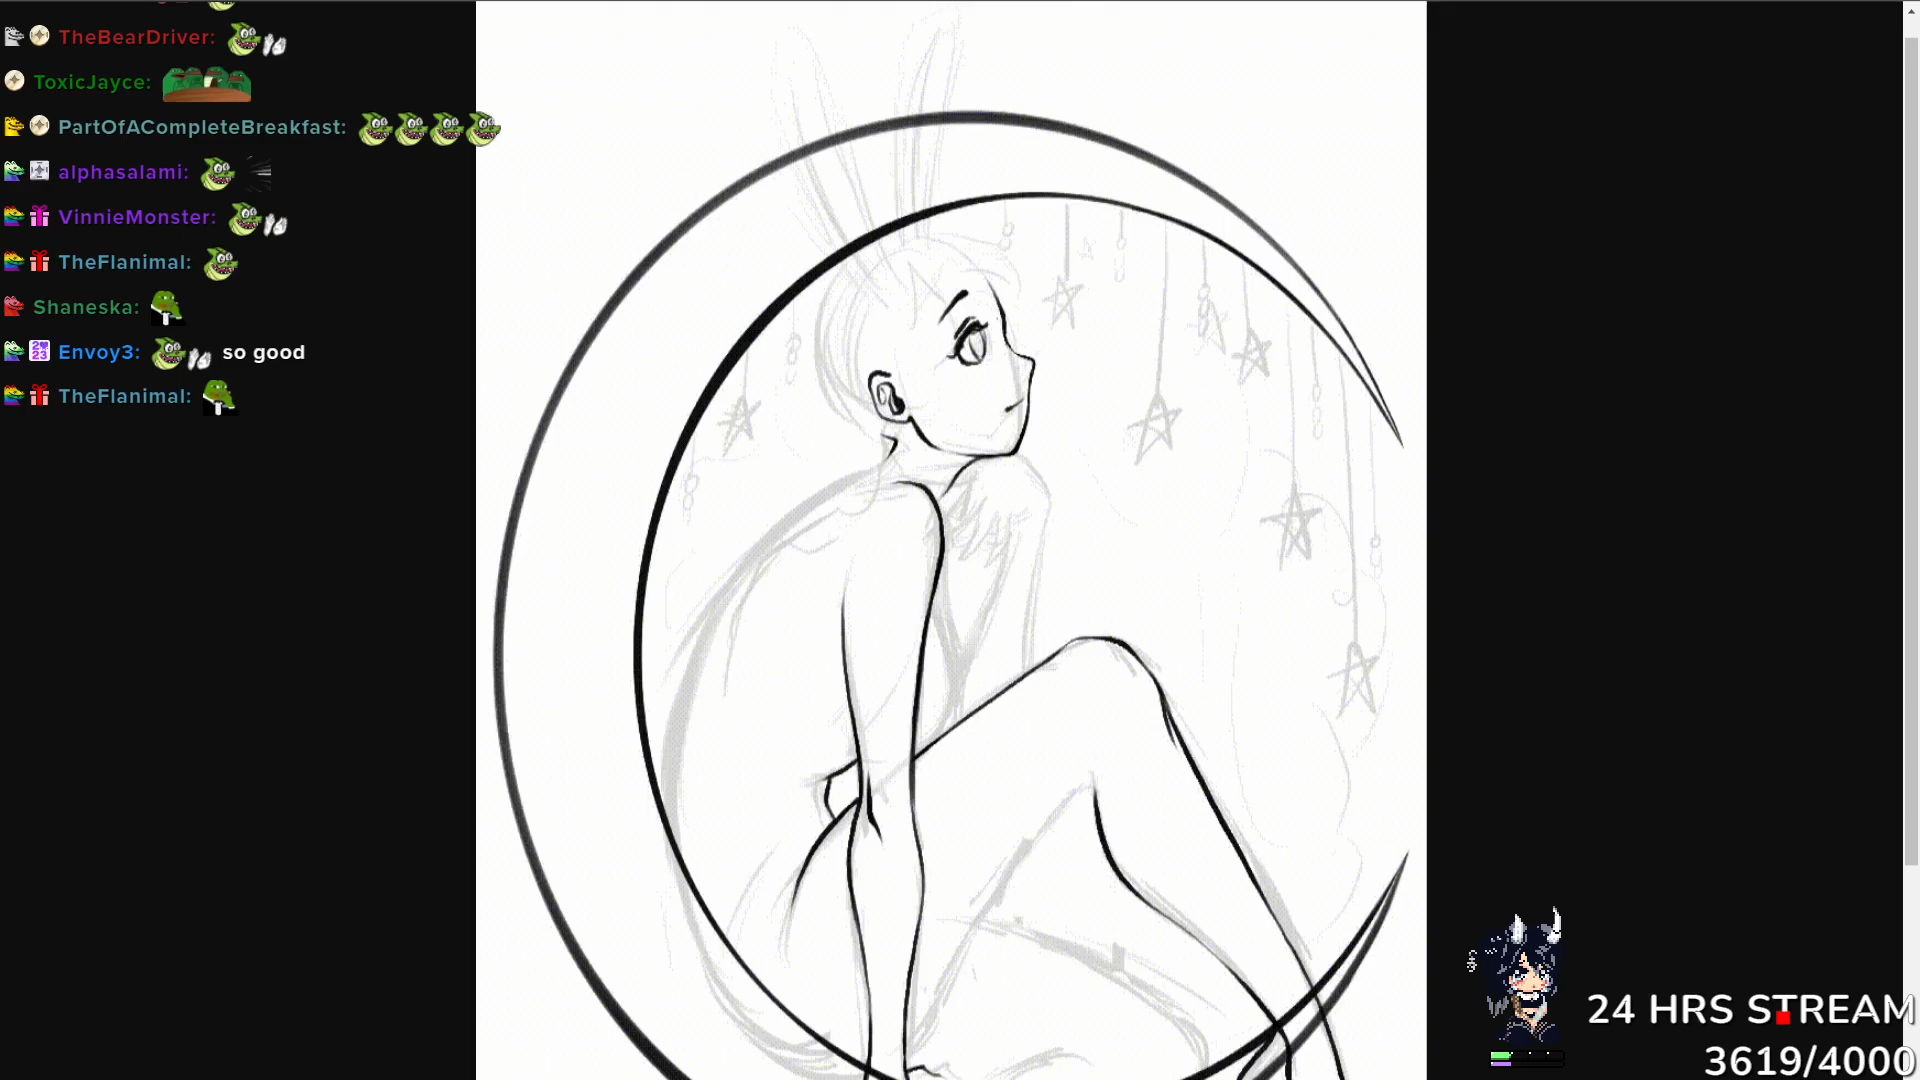 TheBearDriver:
ToxicJayce:
PartOfACompleteBreakfast:
alphasalami:
VinnieMonster:
TheFlanimal:
Shaneska:
Envoy3: so good
TheFlanimal:
24 HRS STREAM
3619/4000